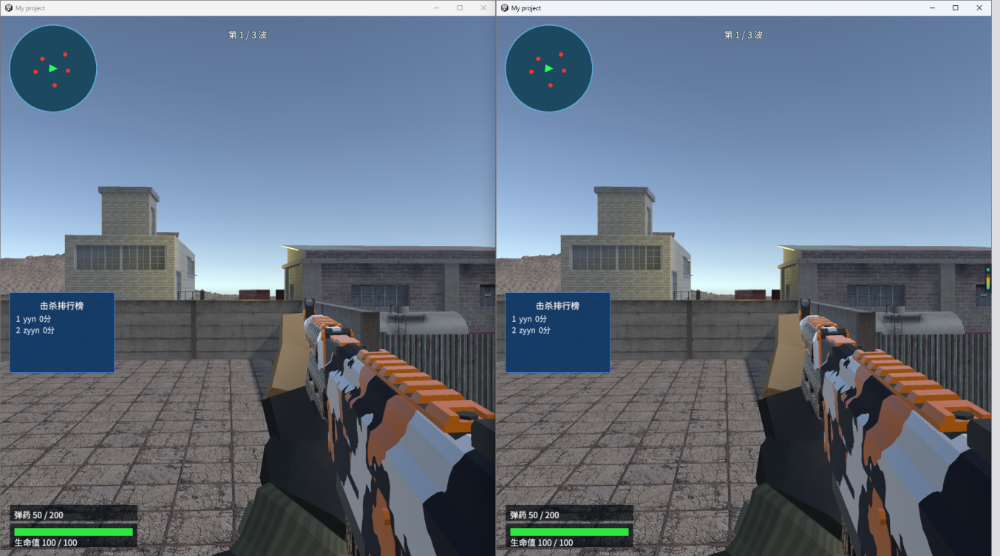 My project
第 1 / 3 波
击杀排行榜
1 yyn 0分
2 zyyn 0分
弹药 50 / 200
生命值 100 / 100
My project
第 1 / 3 波
击杀排行榜
1 yyn 0分
2 zyyn 0分
弹药 50 / 200
生命值 100 / 100